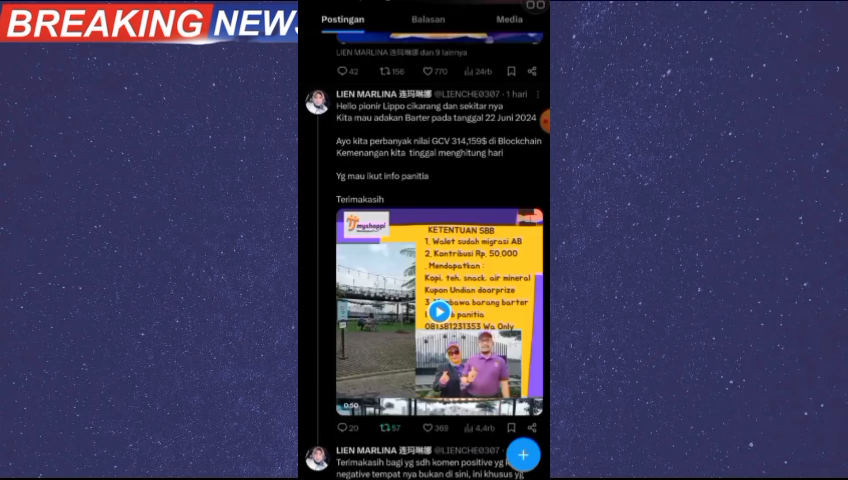 BREAKING NEWS
Postingan Balasan Media
LIEN MARLINA 连玛琳娜 dan 9 lainnya
42 156 770 24rb
LIEN MARLINA 连玛琳娜 @LIENCHE0307 · 1 hari
Hello pionir Lippo cikarang dan sekitar nya
Kita mau adakan Barter pada tanggal 22 Juni 2024
Ayo kita perbanyak nilai GCV 314,159$ di Blockchain
Kemenangan kita tinggal menghitung hari
Yg mau ikut info panitia
Terimakasih
myshoppi
KETENTUAN SBB
1. Walet sudah migrasi AB
2. Kontribusi Rp, 50.000
. Mendapatkan :
Kopi, teh, snack, air mineral
Kupon Undian doorprize
barang barter
panitia
081381231353 Wa Only
0:50
20 57 368 4,4rb
LIEN MARLINA 连玛琳娜 @LIENCHE0307 ·
Terimakasih bagi yg sdh komen positive yg
negative tempat nya bukan di sini, ini khusus yg